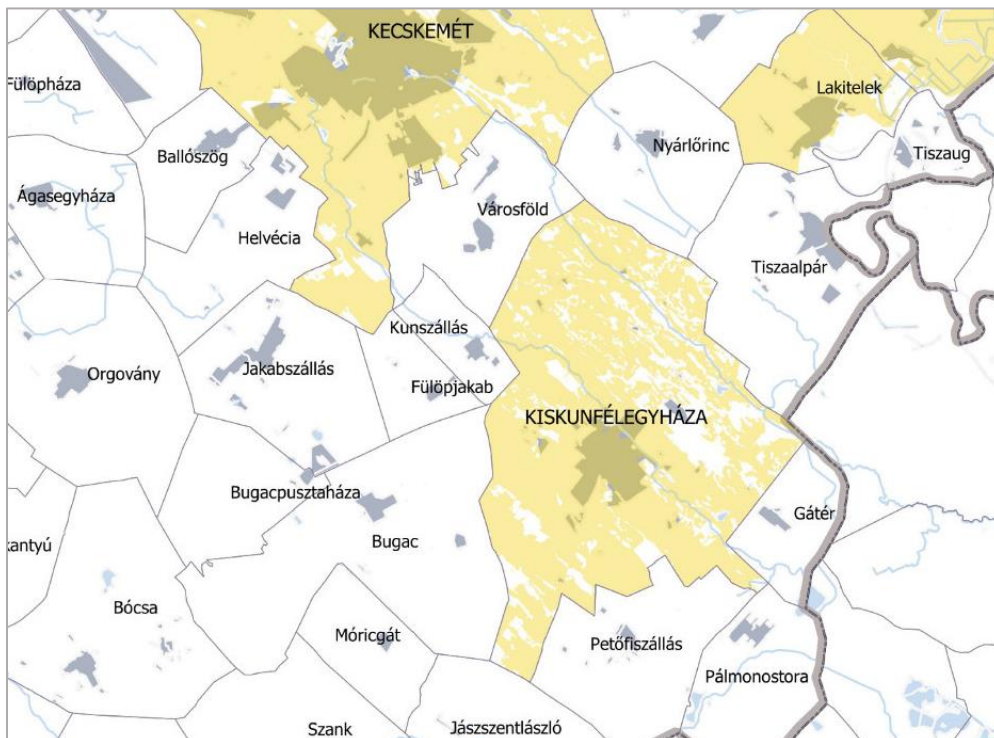 KECSKEMÉT
Fülöpháza
Lakitelek
Ballószög
Nyárlőrinc
Tiszaug
Ágasegyháza
Városföld
Helvécia
Tiszaalpár
Kunszállás
Orgovány
Jakabszállás
Fülöpjakab
KISKUNFÉLEGYHÁZA
Bugacpusztaháza
Gátér
Bugac
kantyú
Bócsa
Móricgát
Petőfiszállás
Pálmonostora
Szank
Jászszentlászló